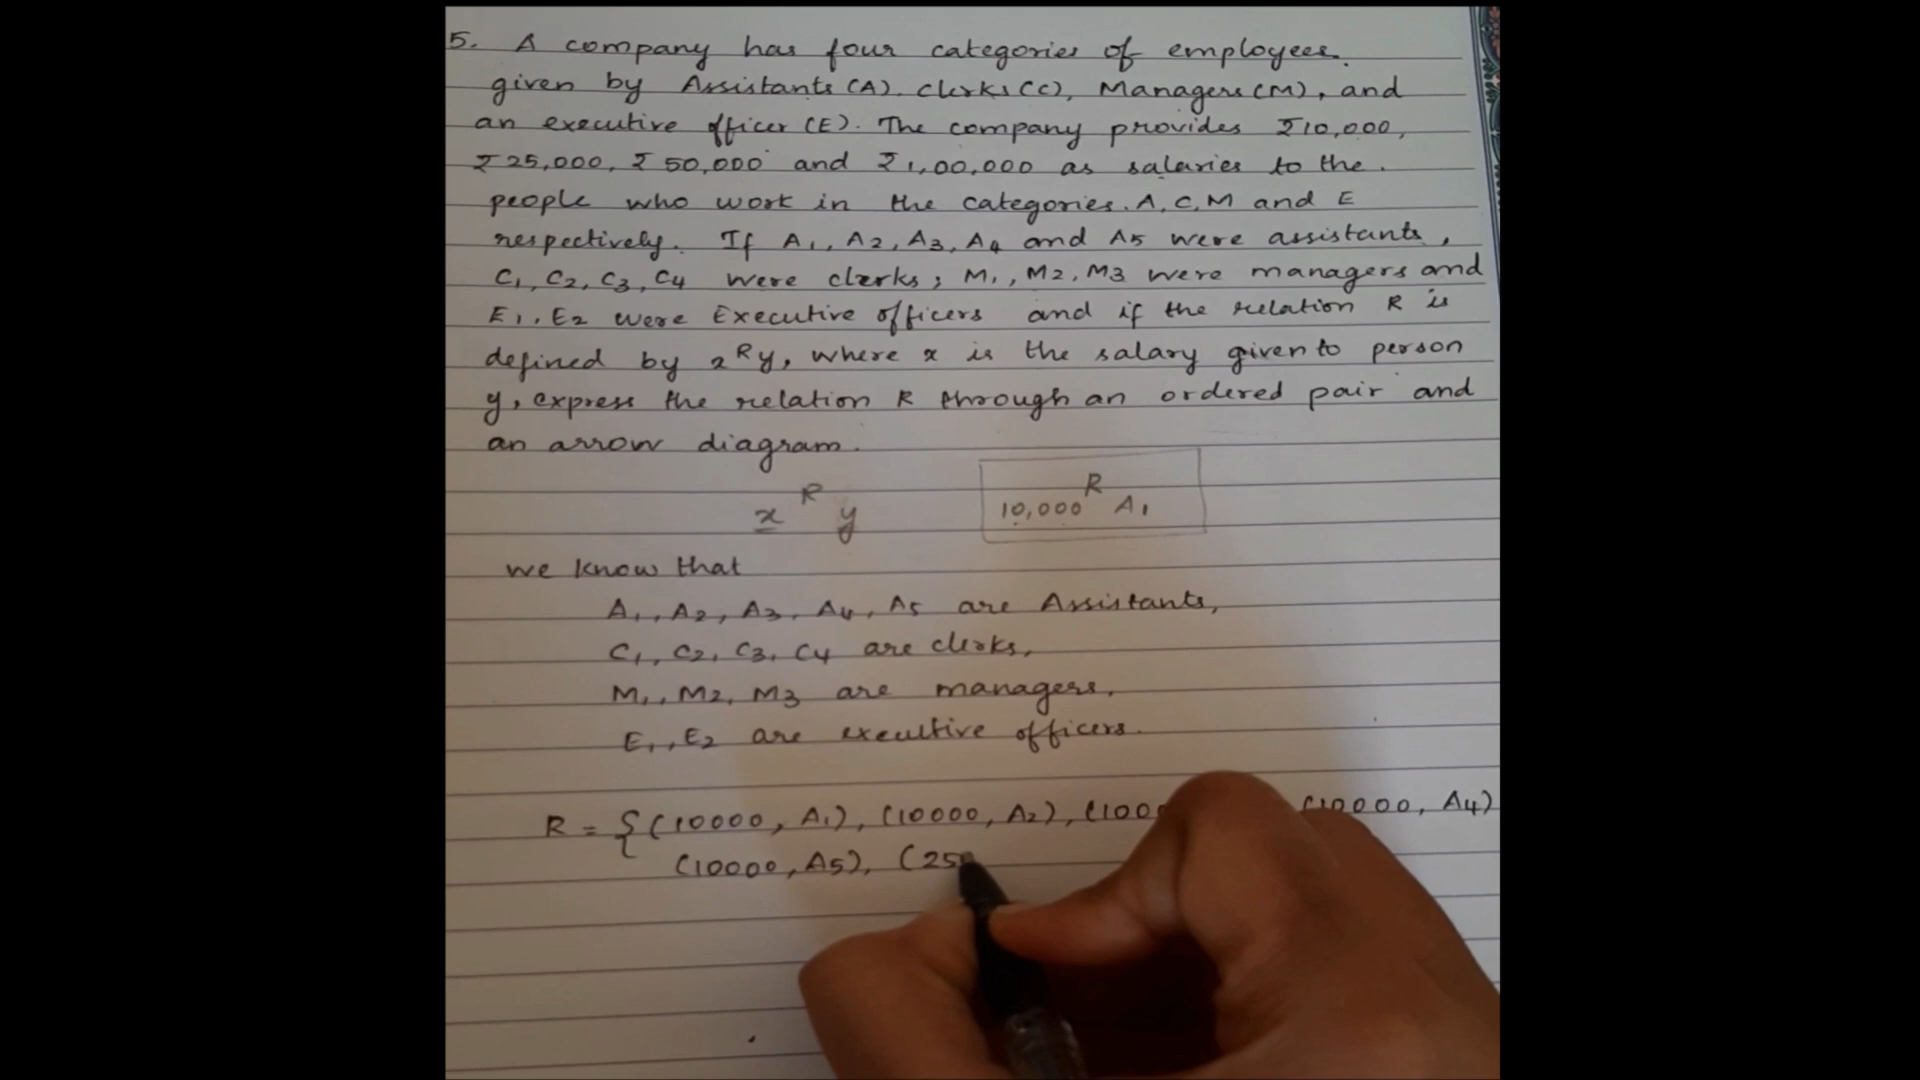 5. A company has four categories of employees.
given by Assistants (A). clerks (C), Managers (M), and
an executive officer (E). The company provides ₹10,000,
₹25,000, ₹50,000 and ₹1,00,000 as salaries to the.
people who work in the categories. A, C, M and E
respectively. If A1, A2, A3, A4 and A5 were assistants,
C1, C2, C3, C4 were clerks; M1, M2, M3 were managers and
E1, E2 were Executive officers and if the relation R is
defined by x R y, where x is the salary given to person
y, express the relation R through an ordered pair and
an arrow diagram.
x R y
10,000 R A1
we know that
A1, A2, A3, A4, A5 are Assistants,
C1, C2, C3, C4 are clerks,
M1, M2, M3 are managers,
E1, E2 are executive officers.
R = {(10000, A1), (10000, A2), (100 (10000, A4)
(10000, A5), (25